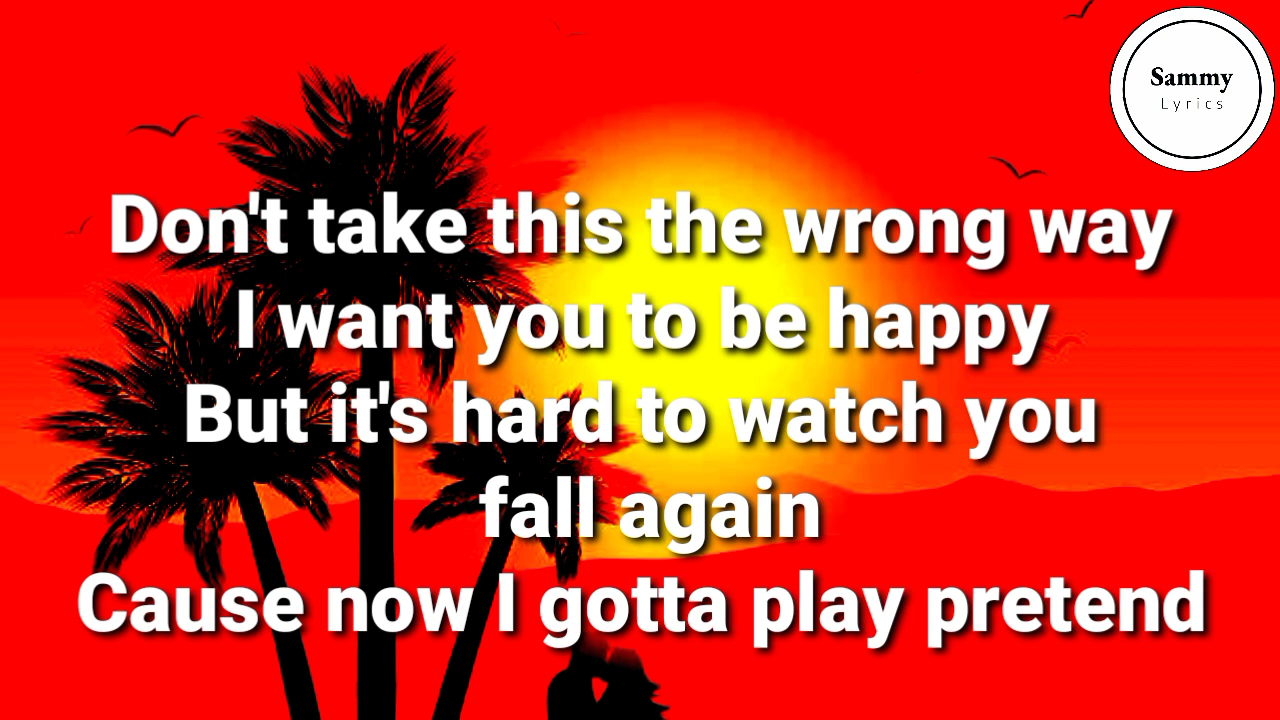 Sammy
Lyrics
Don't take this the wrong way
I want you to be happy
But it's hard to watch you
fall again
Cause now I gotta play pretend